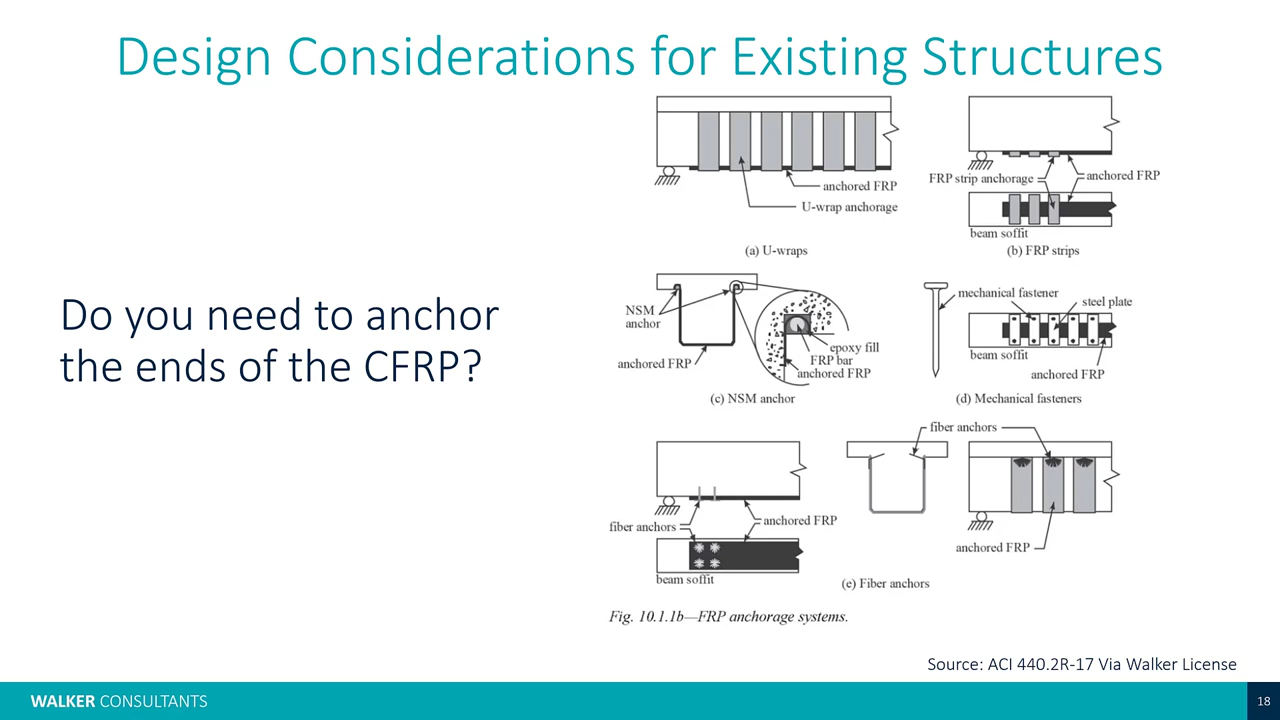 Design Considerations for Existing Structures
Do you need to anchor
the ends of the CFRP?
anchored FRP
U-wrap anchorage
(a) U-wraps
FRP strip anchorage
anchored FRP
beam soffit
(b) FRP strips
NSM
anchor
anchored FRP
epoxy fill
FRP bar
anchored FRP
(c) NSM anchor
mechanical fastener
steel plate
beam soffit
anchored FRP
(d) Mechanical fasteners
fiber anchors
anchored FRP
beam soffit
fiber anchors
anchored FRP
(e) Fiber anchors
Fig. 10.1.1b—FRP anchorage systems.
Source: ACI 440.2R-17 Via Walker License
WALKER CONSULTANTS
18